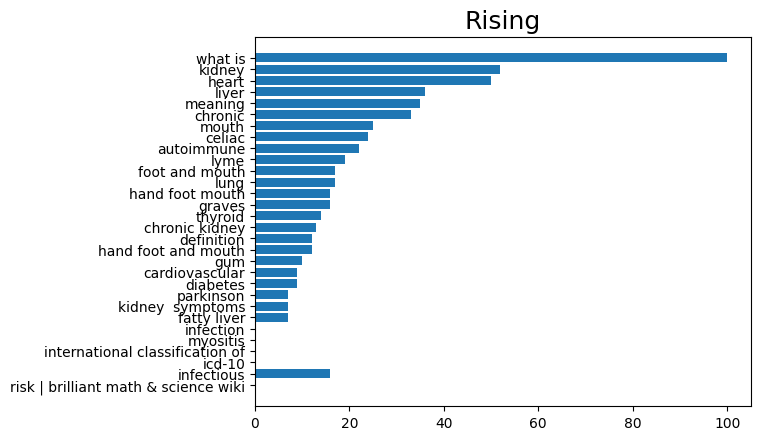 Rising
what is
kidney
heart
liver
meaning
chronic
mouth
celiac
autoimmune
lyme
foot and mouth
lung
hand foot mouth
graves
thyroid
chronic kidney
definition
hand foot and mouth
gum
cardiovascular
diabetes
parkinson
kidney  symptoms
fatty liver
infection
myositis
international classification of
icd-10
infectious
risk | brilliant math & science wiki
0 20 40 60 80 100